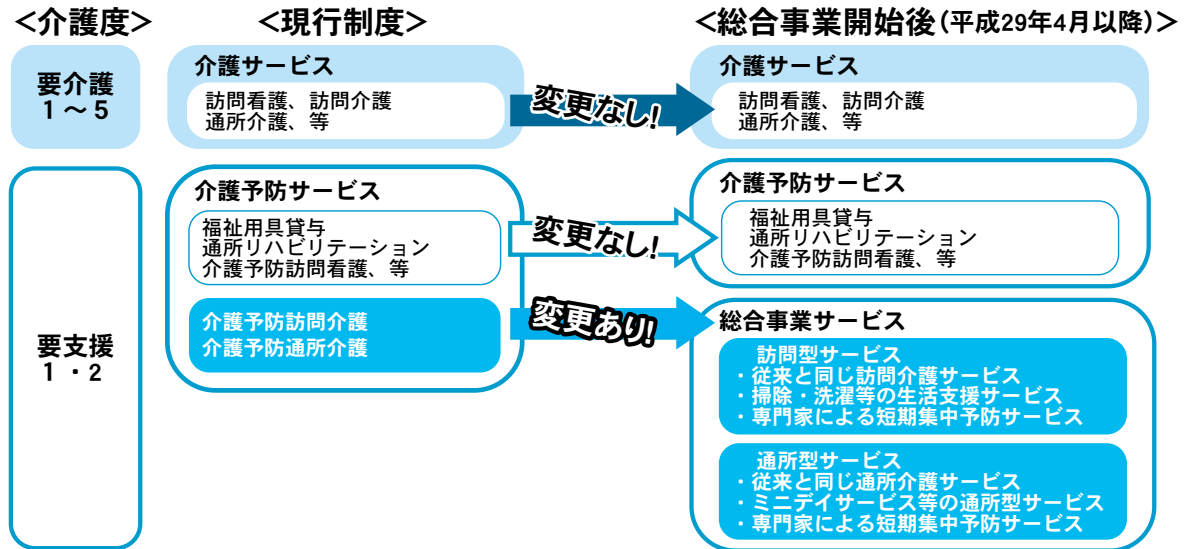 ＜介護度＞
＜現行制度＞
＜総合事業開始後（平成29年4月以降）＞
要介護
1～5
介護サービス
訪問看護、訪問介護
通所介護、等
変更なし!
介護サービス
訪問看護、訪問介護
通所介護、等
要支援
1・2
介護予防サービス
福祉用具貸与
通所リハビリテーション
介護予防訪問看護、等
変更なし!
介護予防サービス
福祉用具貸与
通所リハビリテーション
介護予防訪問看護、等
介護予防訪問介護
介護予防通所介護
変更あり!
総合事業サービス
訪問型サービス
・従来と同じ訪問介護サービス
・掃除・洗濯等の生活支援サービス
・専門家による短期集中予防サービス
通所型サービス
・従来と同じ通所介護サービス
・ミニデイサービス等の通所型サービス
・専門家による短期集中予防サービス